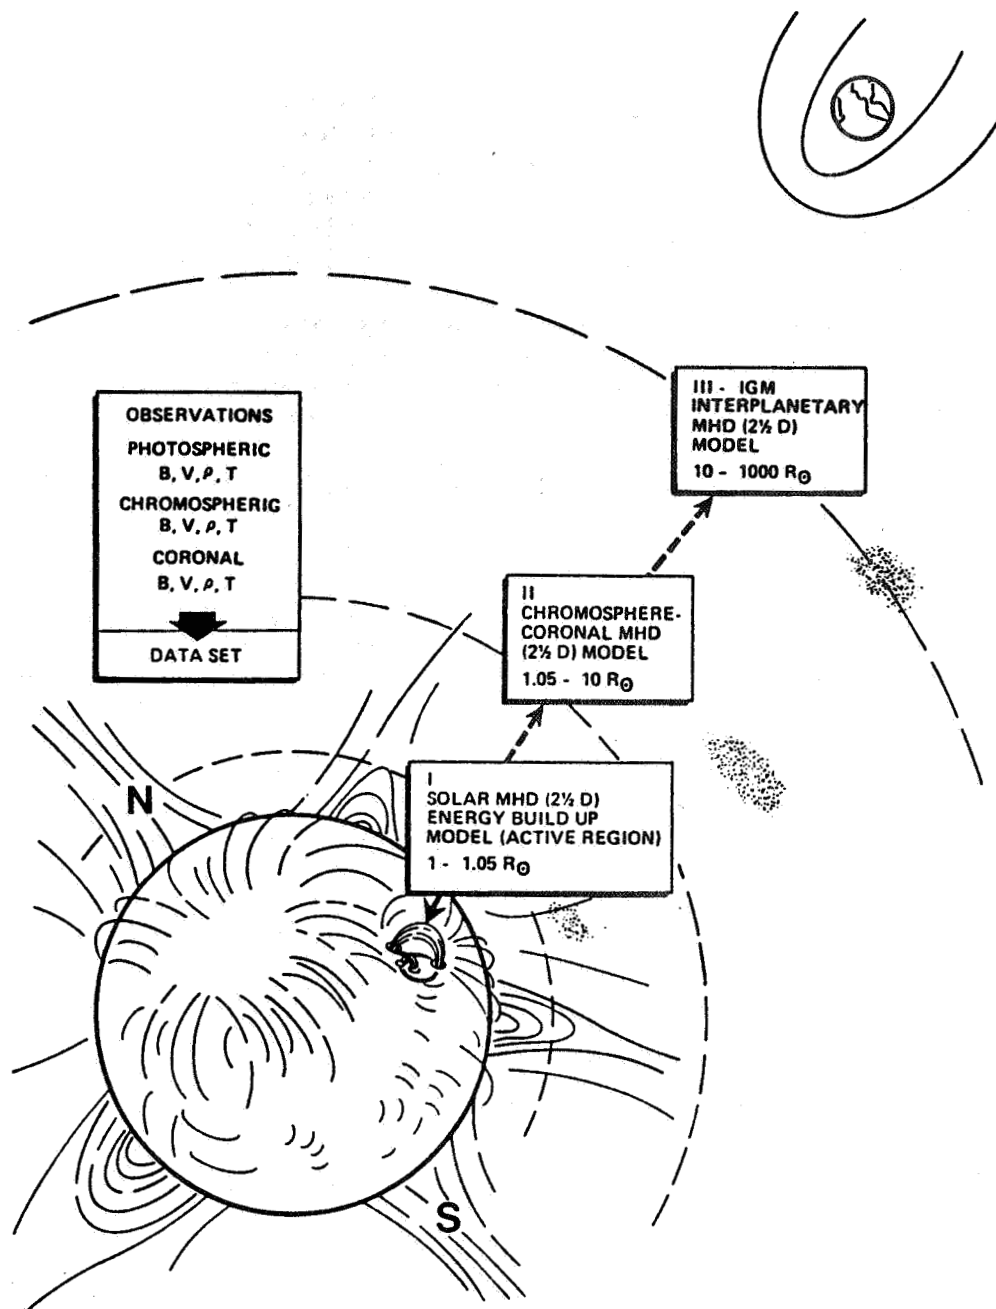 OBSERVATIONS
PHOTOSPHERIC
B, V, ρ, T
CHROMOSPHERIG
B, V, ρ, T
CORONAL
B, V, ρ, T
DATA SET
III - IGM
INTERPLANETARY
MHD (2½ D)
MODEL
10 - 1000 R⊙
II
CHROMOSPHERE-
CORONAL MHD
(2½ D) MODEL
1.05 - 10 R⊙
I
SOLAR MHD (2½ D)
ENERGY BUILD UP
MODEL (ACTIVE REGION)
1 - 1.05 R⊙
N
S